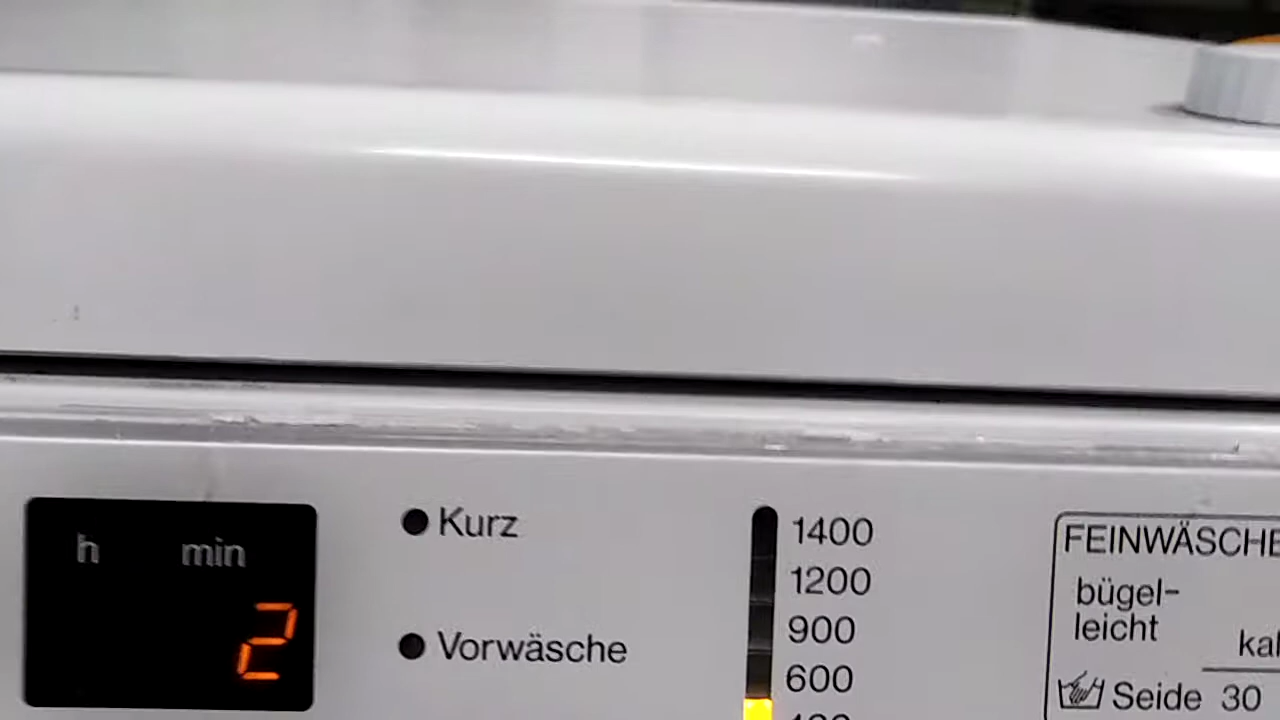 h min
2
Kurz
Vorwäsche
1400
1200
900
600
FEINWÄSCHE
bügel-
leicht
Seide 30